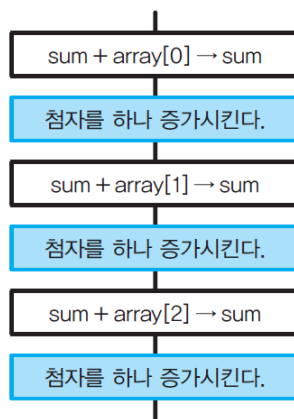 sum + array[0] → sum
첨자를 하나 증가시킨다.
sum + array[1] → sum
첨자를 하나 증가시킨다.
sum + array[2] → sum
첨자를 하나 증가시킨다.